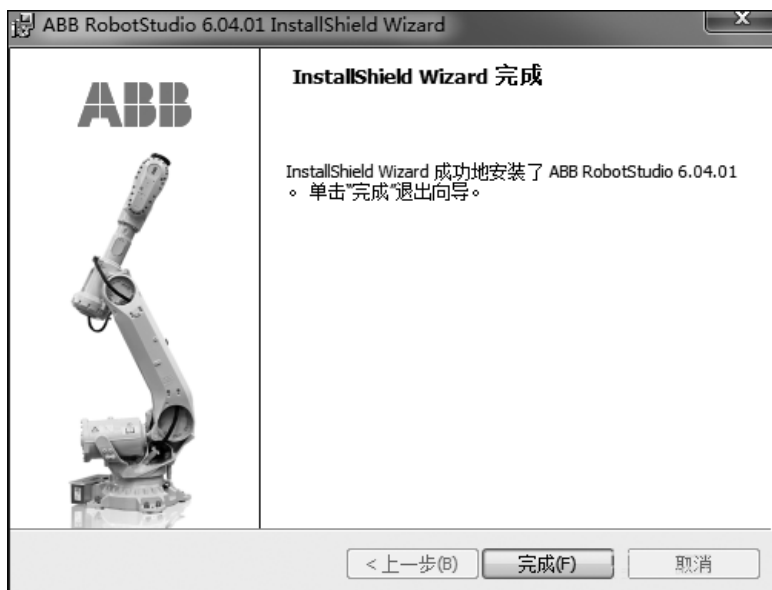 ABB RobotStudio 6.04.01 InstallShield Wizard
X
ABB
InstallShield Wizard 完成
InstallShield Wizard 成功地安装了 ABB RobotStudio 6.04.01
。单击“完成”退出向导。
<上一步(B)
完成(F)
取消